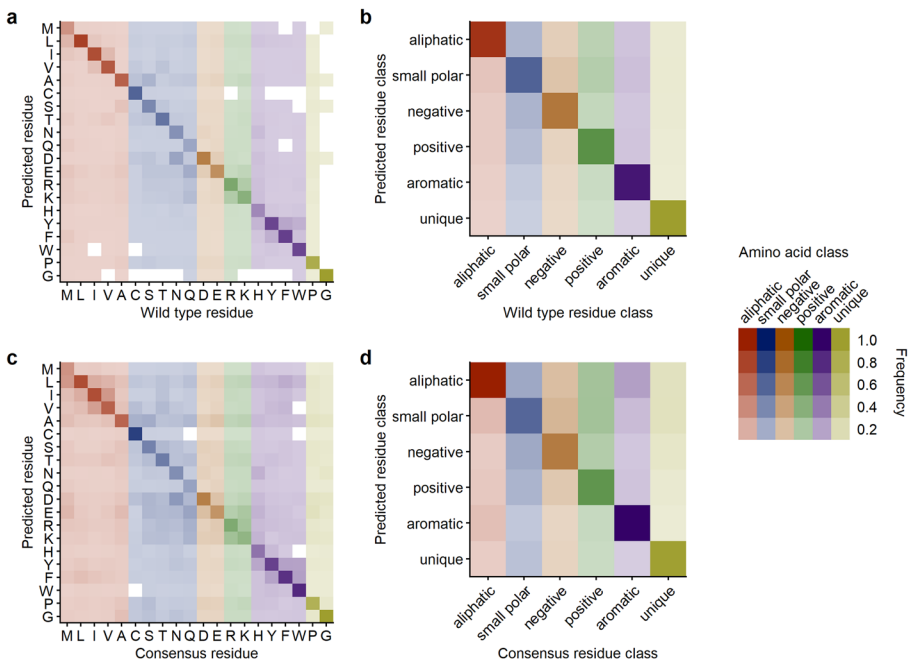 a
Predicted residue
M
L
I
V
A
C
S
T
N
Q
D
E
R
K
H
Y
F
W
P
G
M L I V A C S T N Q D E R K H Y F W P G
Wild type residue
b
Predicted residue class
aliphatic
small polar
negative
positive
aromatic
unique
aliphatic
small polar
negative
positive
aromatic
unique
Wild type residue class
c
Predicted residue
M
L
I
V
A
C
S
T
N
Q
D
E
R
K
H
Y
F
W
P
G
M L I V A C S T N Q D E R K H Y F W P G
Consensus residue
d
Predicted residue class
aliphatic
small polar
negative
positive
aromatic
unique
aliphatic
small polar
negative
positive
aromatic
unique
Consensus residue class
Amino acid class
aliphatic
small polar
negative
positive
aromatic
unique
1.0
0.8
0.6
0.4
0.2
Frequency